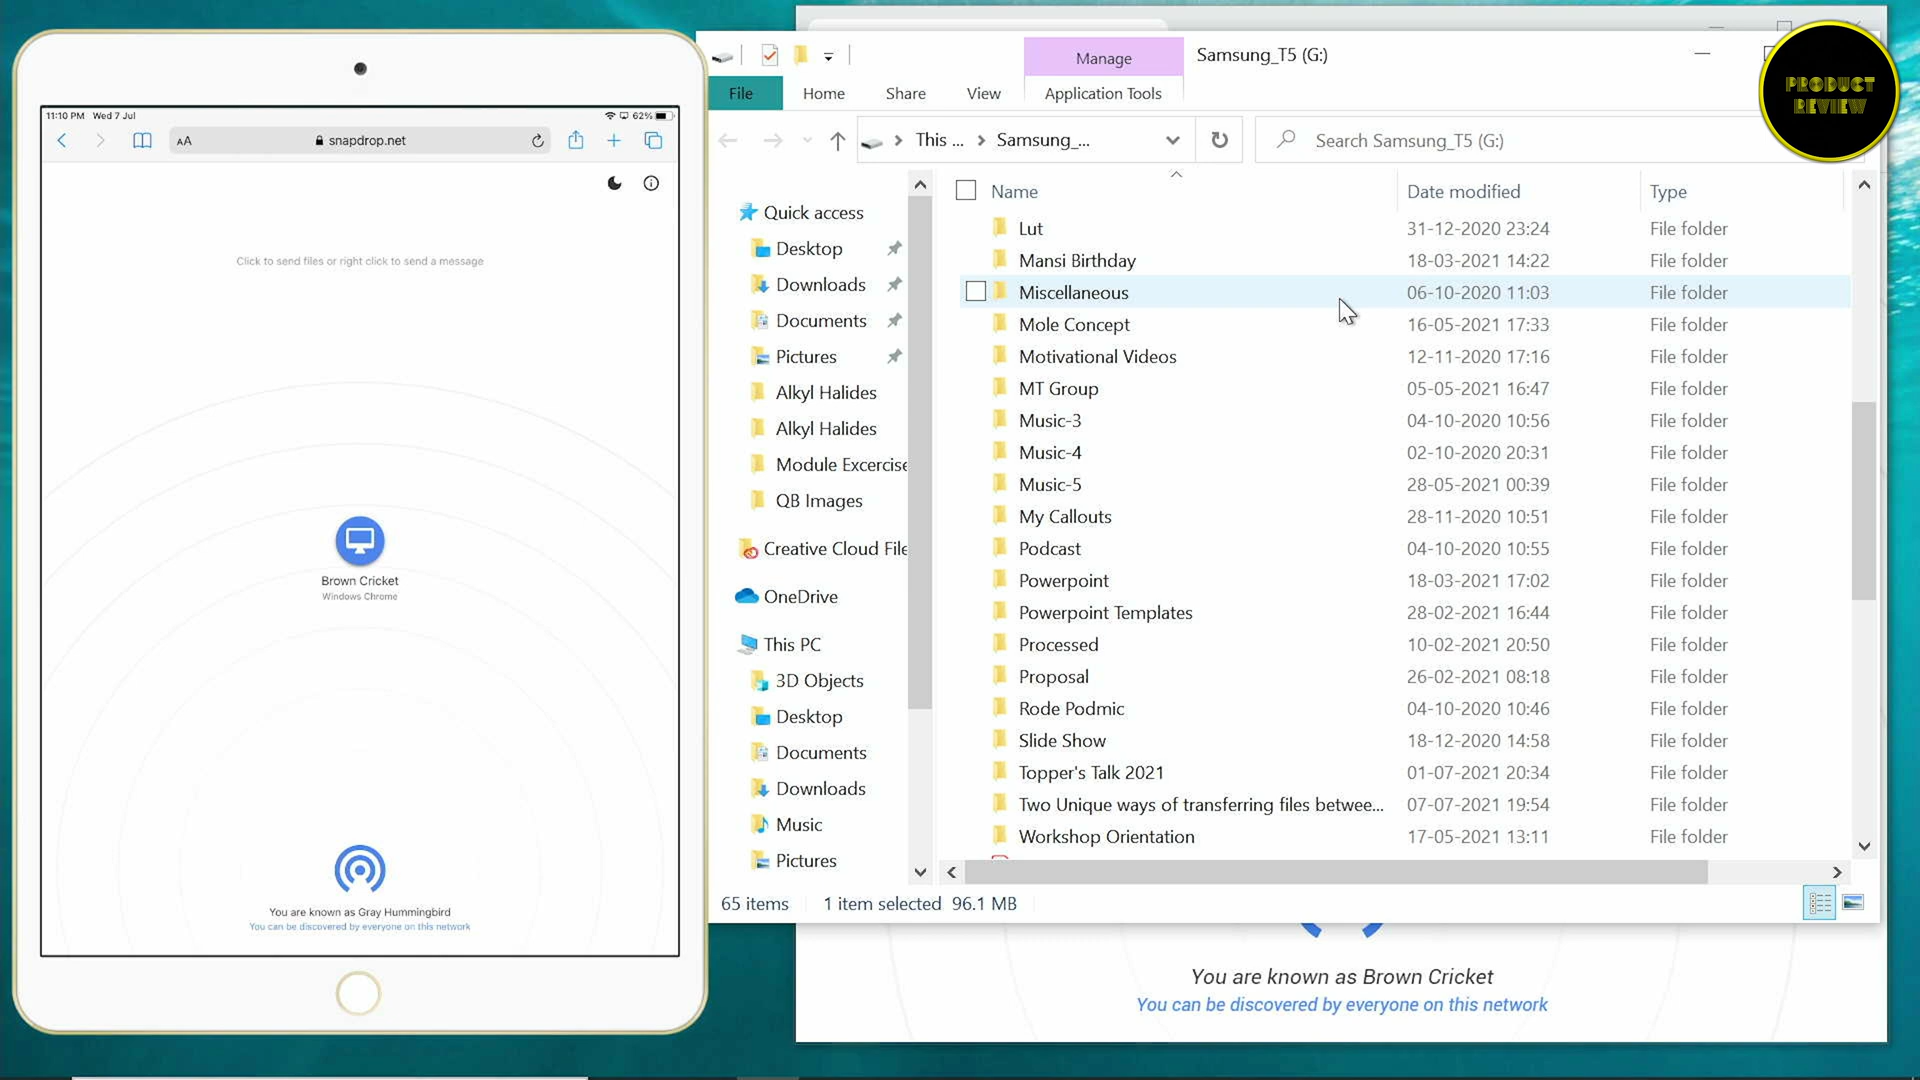 11:10 PM Wed 7 Jul
62%
AA
snapdrop.net
Click to send files or right click to send a message
Brown Cricket
Windows Chrome
You are known as Gray Hummingbird
You can be discovered by everyone on this network
Manage
Samsung_T5 (G:)
File
Home
Share
View
Application Tools
This ...
Samsung_...
Search Samsung_T5 (G:)
PRODUCT
REVIEW
Quick access
Desktop
Downloads
Documents
Pictures
Alkyl Halides
Alkyl Halides
Module Excercise
QB Images
Creative Cloud File
OneDrive
This PC
3D Objects
Desktop
Documents
Downloads
Music
Pictures
Name Date modified Type
Lut 31-12-2020 23:24 File folder
Mansi Birthday 18-03-2021 14:22 File folder
Miscellaneous 06-10-2020 11:03 File folder
Mole Concept 16-05-2021 17:33 File folder
Motivational Videos 12-11-2020 17:16 File folder
MT Group 05-05-2021 16:47 File folder
Music-3 04-10-2020 10:56 File folder
Music-4 02-10-2020 20:31 File folder
Music-5 28-05-2021 00:39 File folder
My Callouts 28-11-2020 10:51 File folder
Podcast 04-10-2020 10:55 File folder
Powerpoint 18-03-2021 17:02 File folder
Powerpoint Templates 28-02-2021 16:44 File folder
Processed 10-02-2021 20:50 File folder
Proposal 26-02-2021 08:18 File folder
Rode Podmic 04-10-2020 10:46 File folder
Slide Show 18-12-2020 14:58 File folder
Topper's Talk 2021 01-07-2021 20:34 File folder
Two Unique ways of transferring files betwee... 07-07-2021 19:54 File folder
Workshop Orientation 17-05-2021 13:11 File folder
65 items 1 item selected 96.1 MB
You are known as Brown Cricket
You can be discovered by everyone on this network